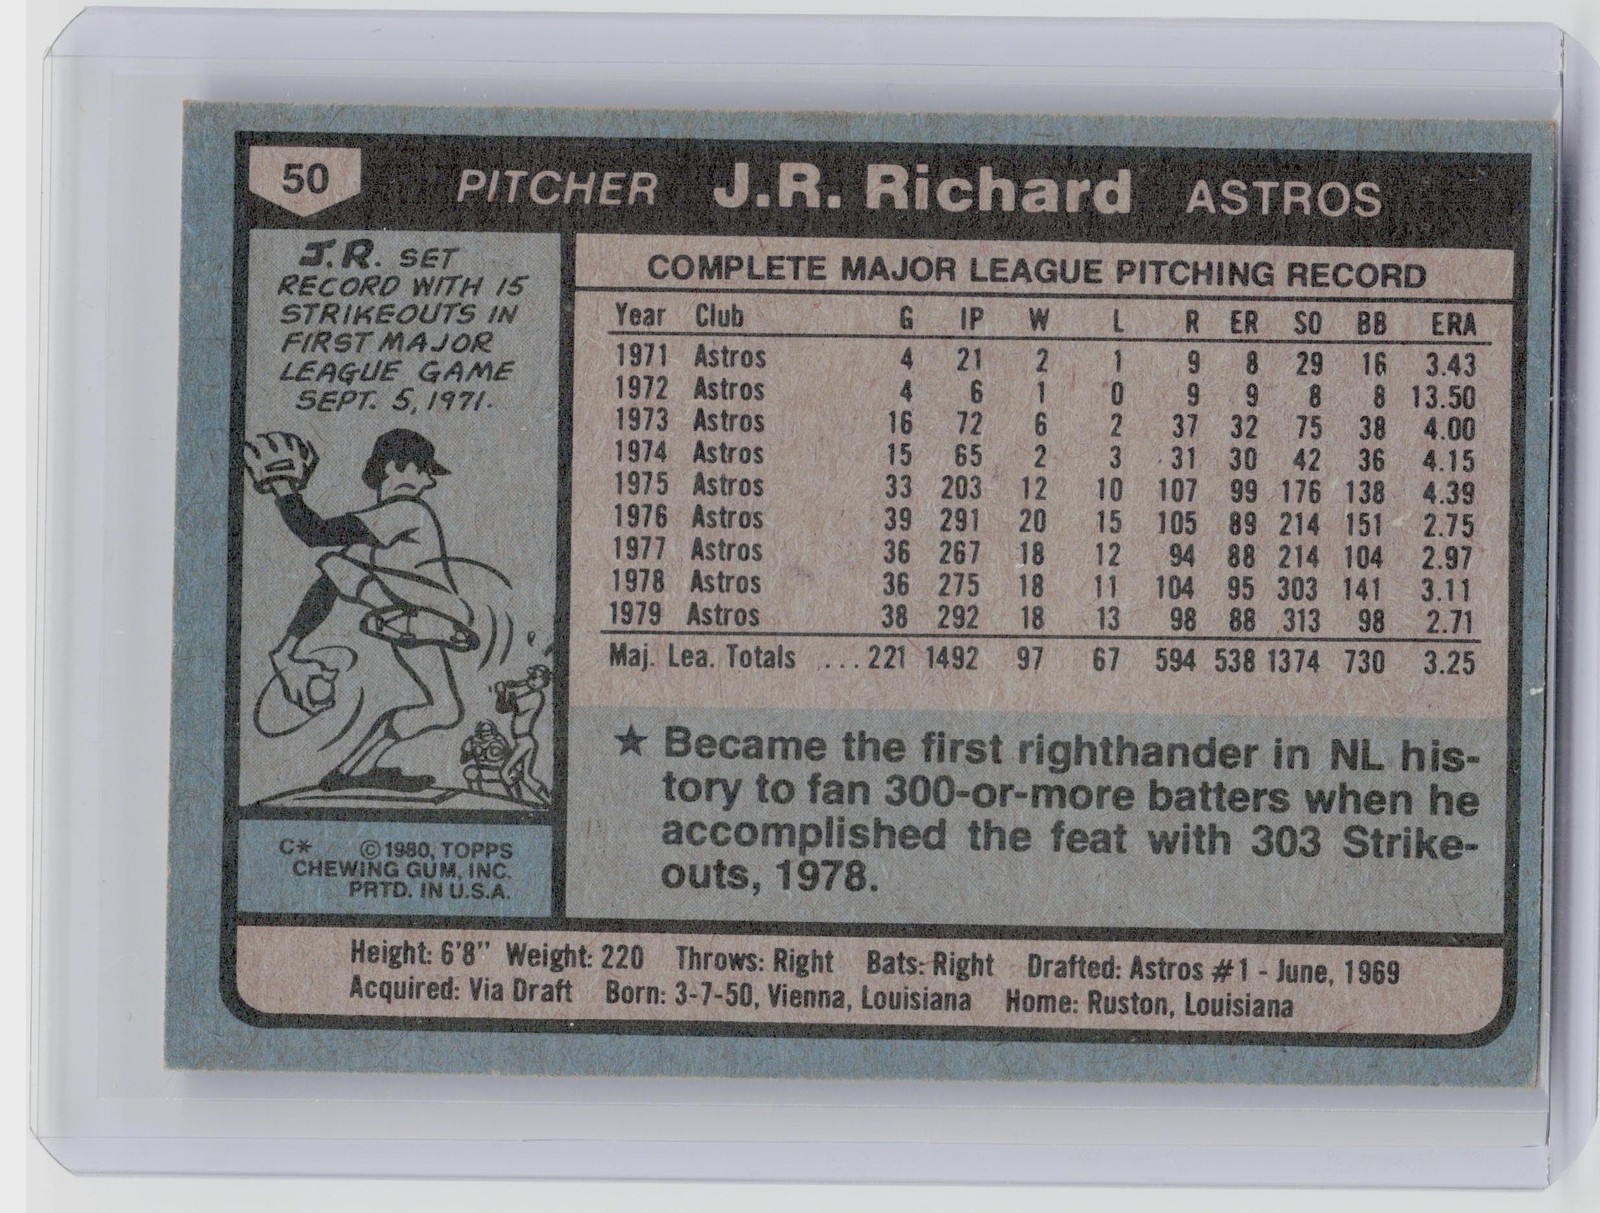 50 PITCHER J.R. Richard ASTROS
J.R. SET
RECORD WITH 15
STRIKEOUTS IN
FIRST MAJOR
LEAGUE GAME
SEPT. 5, 1971.
C* ©1980, TOPPS
CHEWING GUM, INC.
PRTD. IN U.S.A.
COMPLETE MAJOR LEAGUE PITCHING RECORD
Year Club G IP W L R ER SO BB ERA
1971 Astros 4 21 2 1 9 8 29 16 3.43
1972 Astros 4 6 1 0 9 9 8 8 13.50
1973 Astros 16 72 6 2 37 32 75 38 4.00
1974 Astros 15 65 2 3 31 30 42 36 4.15
1975 Astros 33 203 12 10 107 99 176 138 4.39
1976 Astros 39 291 20 15 105 89 214 151 2.75
1977 Astros 36 267 18 12 94 88 214 104 2.97
1978 Astros 36 275 18 11 104 95 303 141 3.11
1979 Astros 38 292 18 13 98 88 313 98 2.71
Maj. Lea. Totals ... 221 1492 97 67 594 538 1374 730 3.25
★ Became the first righthander in NL his-
tory to fan 300-or-more batters when he
accomplished the feat with 303 Strike-
outs, 1978.
Height: 6'8" Weight: 220 Throws: Right Bats: Right Drafted: Astros #1 - June, 1969
Acquired: Via Draft Born: 3-7-50, Vienna, Louisiana Home: Ruston, Louisiana